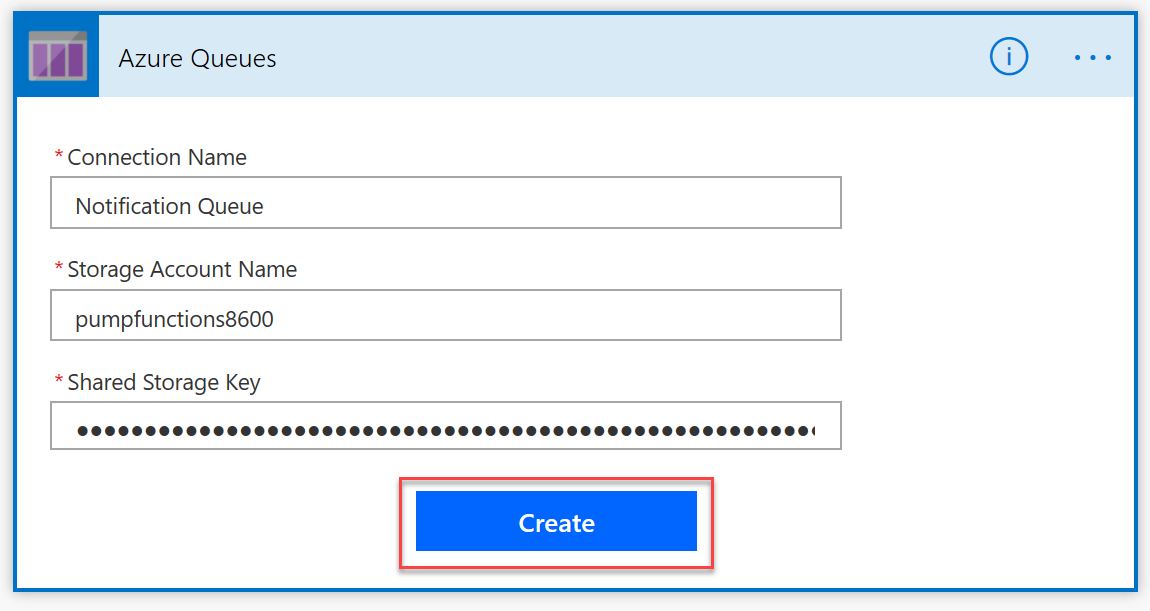 Azure Queues
* Connection Name
Notification Queue
* Storage Account Name
pumpfunctions8600
* Shared Storage Key
Create